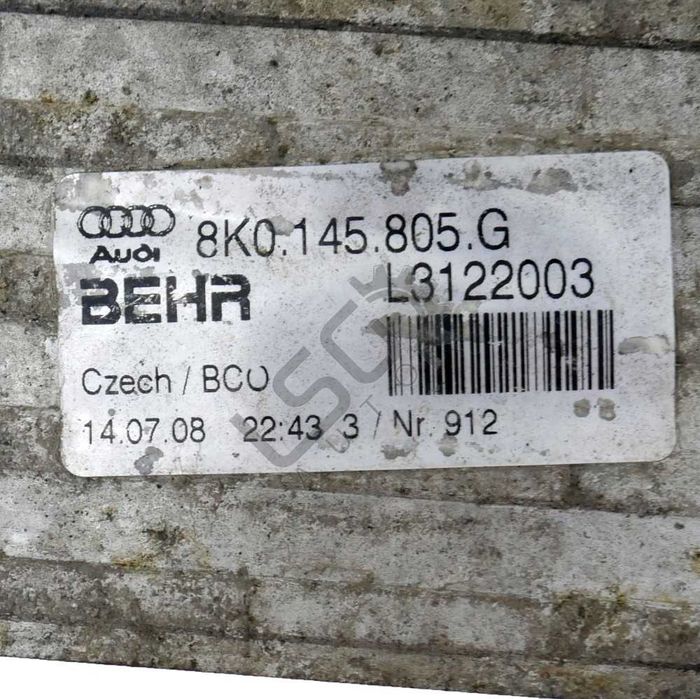 8K0.145.805.G
Audi
BEHR L3122003
Czech / BCO
14.07.08 22:43 3 / Nr. 912